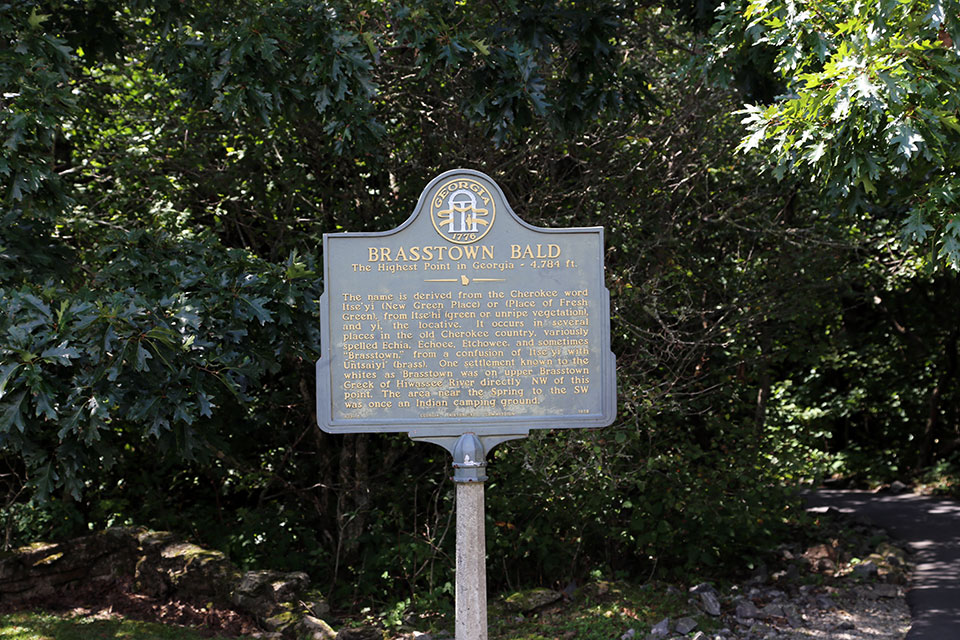 GEORGIA
1776
BRASSTOWN BALD
The Highest Point in Georgia - 4,784 ft.
The name is derived from the Cherokee word
Itse'yi (New Green Place) or (Place of Fresh
Green), from Itse'hi (green or unripe vegetation),
and yi, the locative. It occurs in several
places in the old Cherokee country, variously
spelled Echia, Echoee, Etchowee, and sometimes
"Brasstown," from a confusion of Itse'yi with
Untsaiyi' (brass). One settlement known to the
whites as Brasstown was on upper Brasstown
Creek of Hiwassee River directly NW of this
point. The area near the Spring to the SW
was once an Indian camping ground.